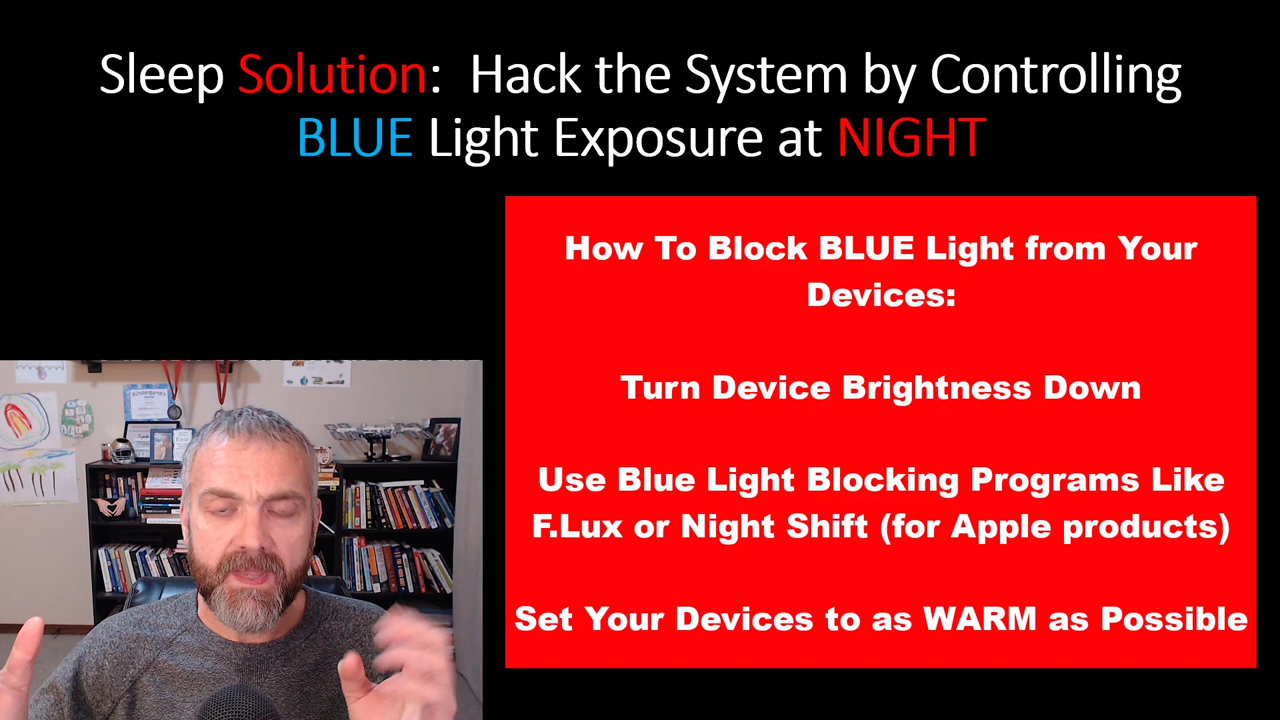 Sleep Solution: Hack the System by Controlling
BLUE Light Exposure at NIGHT
How To Block BLUE Light from Your
Devices:
Turn Device Brightness Down
Use Blue Light Blocking Programs Like
F.Lux or Night Shift (for Apple products)
Set Your Devices to as WARM as Possible